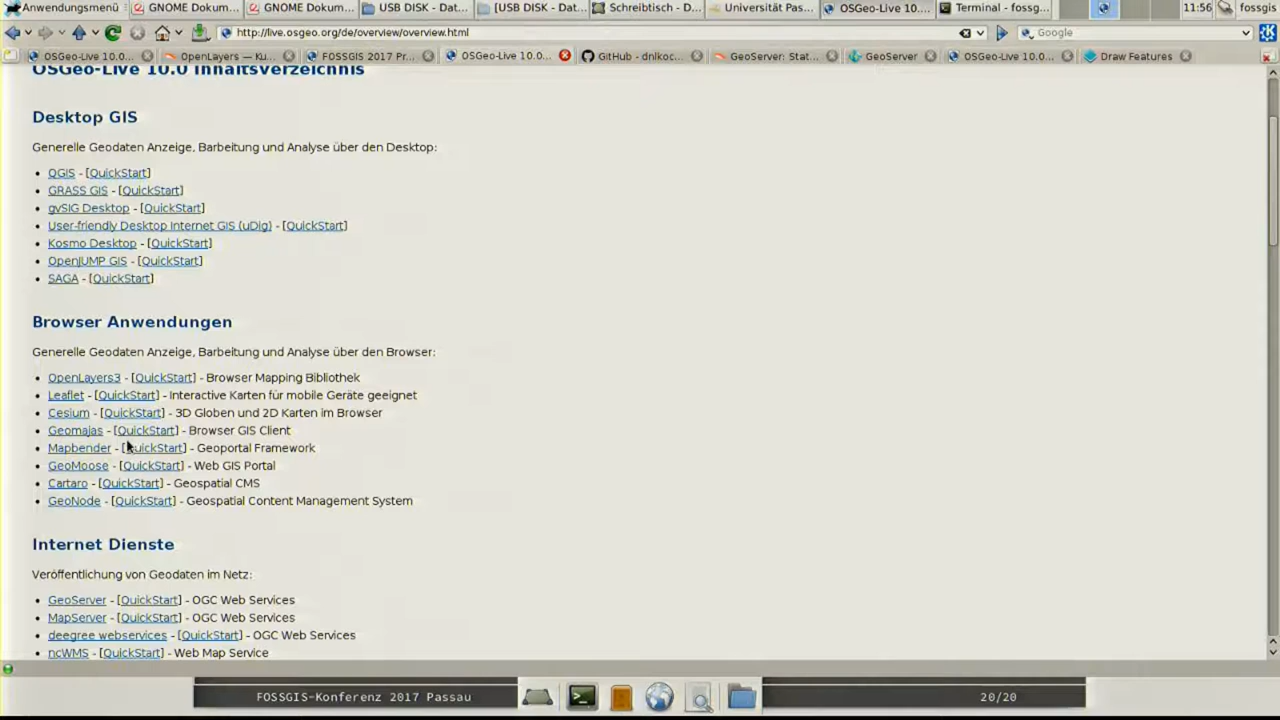 Anwendungsmenü GNOME Dokum... GNOME Dokum... USB DISK - Dat... [USB DISK - Dat... Schreibtisch - D... Universität Pas... OSGeo-Live 10.... Terminal - fossg... 11:56 fossgis
http://live.osgeo.org/de/overview/overview.html Google
OSGeo-Live 10.0... OpenLayers — Ku... FOSSGIS 2017 Pr... OSGeo-Live 10.0... GitHub - dnlkoc... GeoServer: Stat... GeoServer OSGeo-Live 10.0... Draw Features
OSGeo-Live 10.0 Inhaltsverzeichnis
Desktop GIS
Generelle Geodaten Anzeige, Barbeitung und Analyse über den Desktop:
• QGIS - [QuickStart]
• GRASS GIS - [QuickStart]
• gvSIG Desktop - [QuickStart]
• User-friendly Desktop Internet GIS (uDig) - [QuickStart]
• Kosmo Desktop - [QuickStart]
• OpenJUMP GIS - [QuickStart]
• SAGA - [QuickStart]
Browser Anwendungen
Generelle Geodaten Anzeige, Barbeitung und Analyse über den Browser:
• OpenLayers3 - [QuickStart] - Browser Mapping Bibliothek
• Leaflet - [QuickStart] - Interactive Karten für mobile Geräte geeignet
• Cesium - [QuickStart] - 3D Globen und 2D Karten im Browser
• Geomajas - [QuickStart] - Browser GIS Client
• Mapbender - [QuickStart] - Geoportal Framework
• GeoMoose - [QuickStart] - Web GIS Portal
• Cartaro - [QuickStart] - Geospatial CMS
• GeoNode - [QuickStart] - Geospatial Content Management System
Internet Dienste
Veröffentlichung von Geodaten im Netz:
• GeoServer - [QuickStart] - OGC Web Services
• MapServer - [QuickStart] - OGC Web Services
• deegree webservices - [QuickStart] - OGC Web Services
• ncWMS - [QuickStart] - Web Map Service
FOSSGIS-Konferenz 2017 Passau 20/20